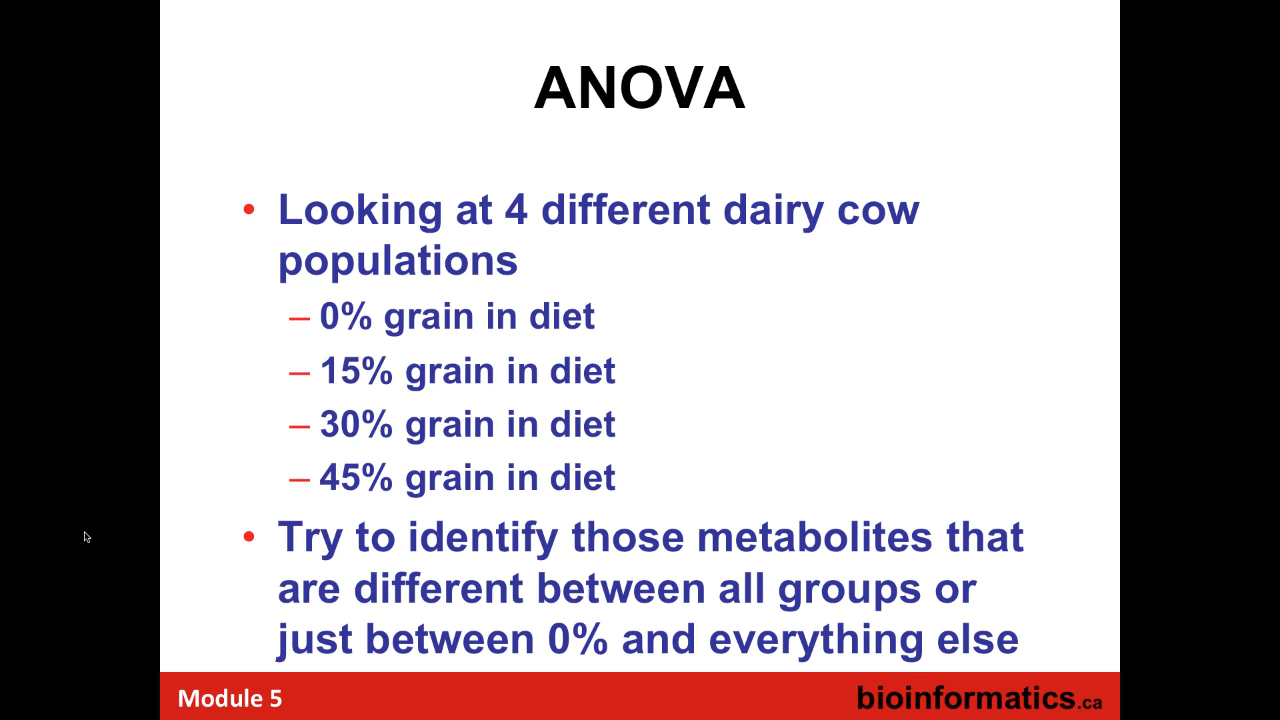 ANOVA
• Looking at 4 different dairy cow
populations
– 0% grain in diet
– 15% grain in diet
– 30% grain in diet
– 45% grain in diet
• Try to identify those metabolites that
are different between all groups or
just between 0% and everything else
Module 5
bioinformatics.ca